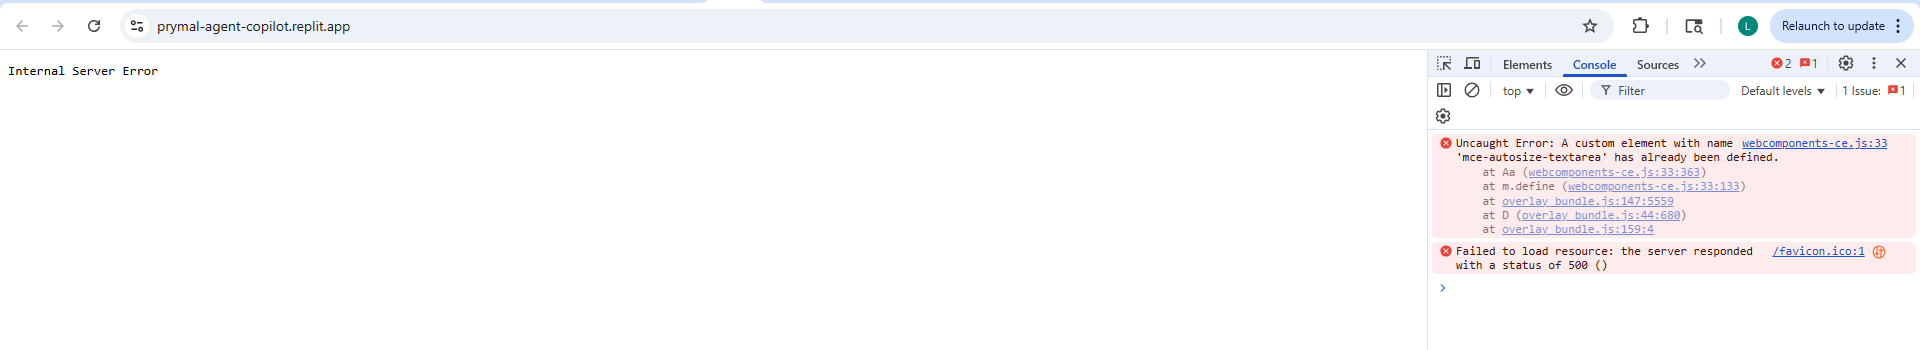 prymal-agent-copilot.replit.app
L
Relaunch to update
Internal Server Error
Elements
Console
Sources
2
1
top
Filter
Default levels
1 Issue:
1
Uncaught Error: A custom element with name webcomponents-ce.js:33
'mce-autosize-textarea' has already been defined.
at Aa (webcomponents-ce.js:33:363)
at m.define (webcomponents-ce.js:33:133)
at overlay_bundle.js:147:5559
at D (overlay_bundle.js:44:680)
at overlay_bundle.js:159:4
Failed to load resource: the server responded /favicon.ico:1
with a status of 500 ()